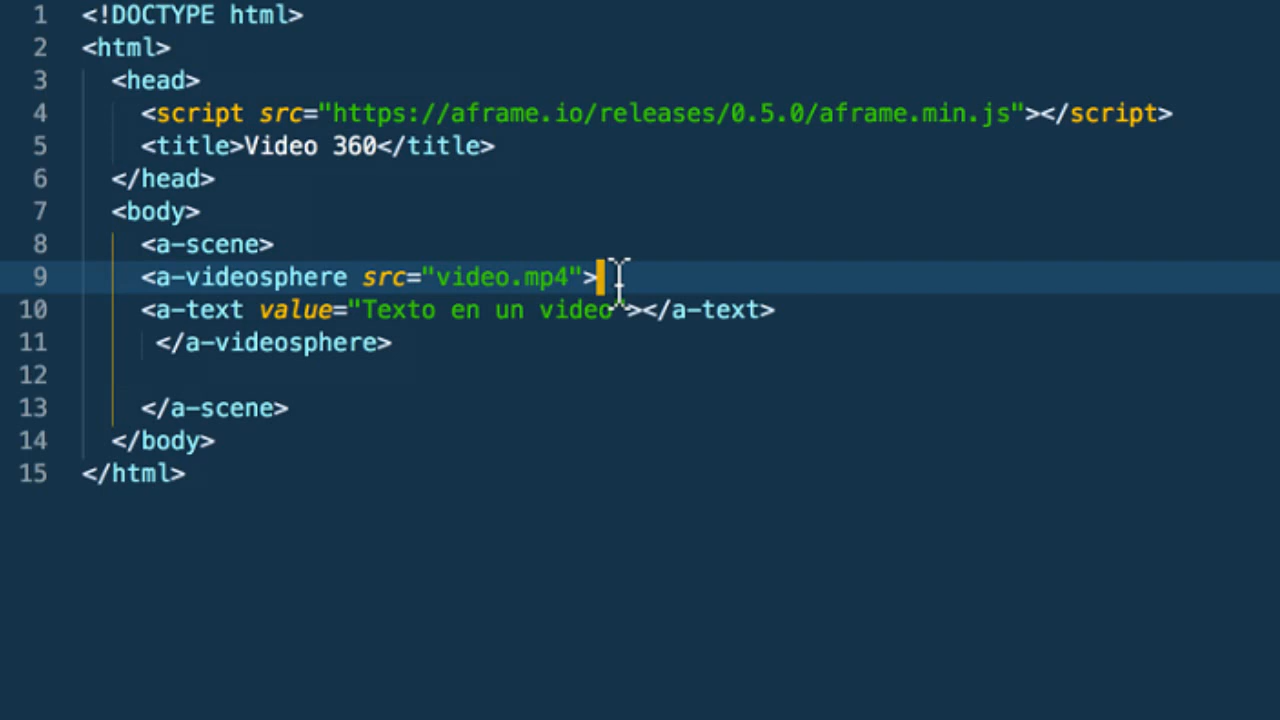 1 <!DOCTYPE html>
2 <html>
3 <head>
4 <script src="https://aframe.io/releases/0.5.0/aframe.min.js"></script>
5 <title>Video 360</title>
6 </head>
7 <body>
8 <a-scene>
9 <a-videosphere src="video.mp4">
10 <a-text value="Texto en un video"></a-text>
11 </a-videosphere>
12
13 </a-scene>
14 </body>
15 </html>